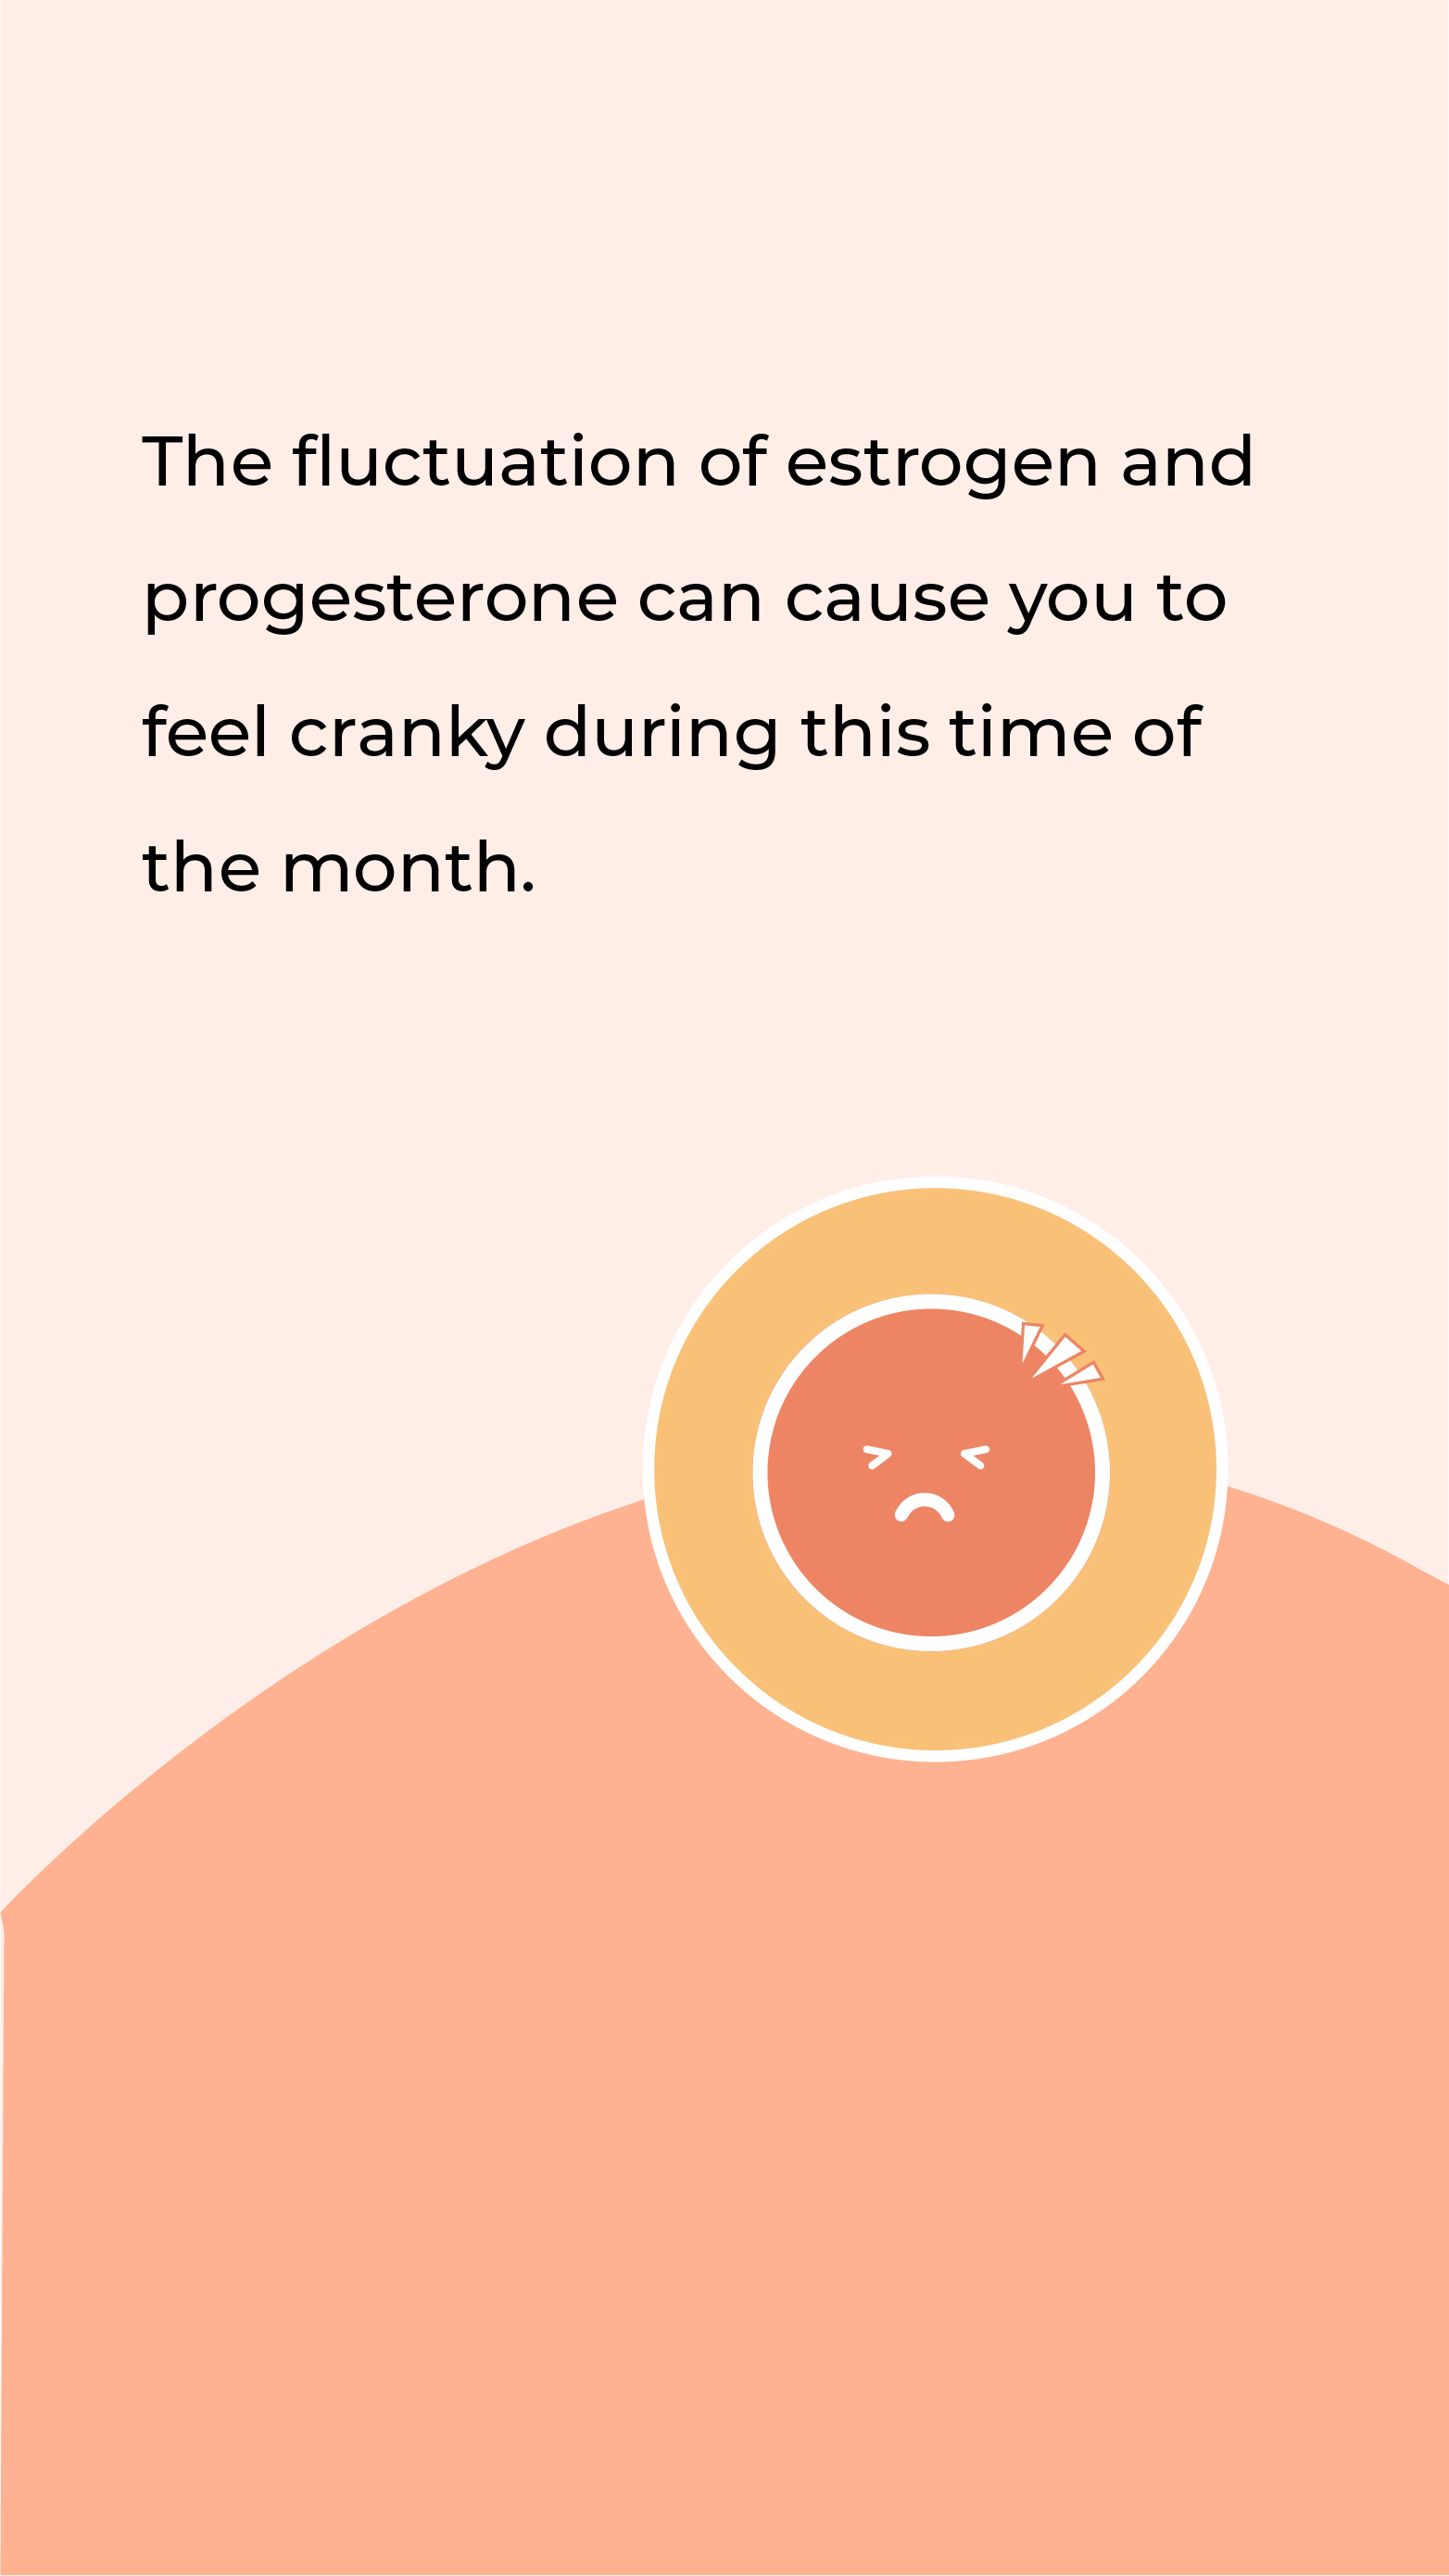 The fluctuation of estrogen and
progesterone can cause you to
feel cranky during this time of
the month.